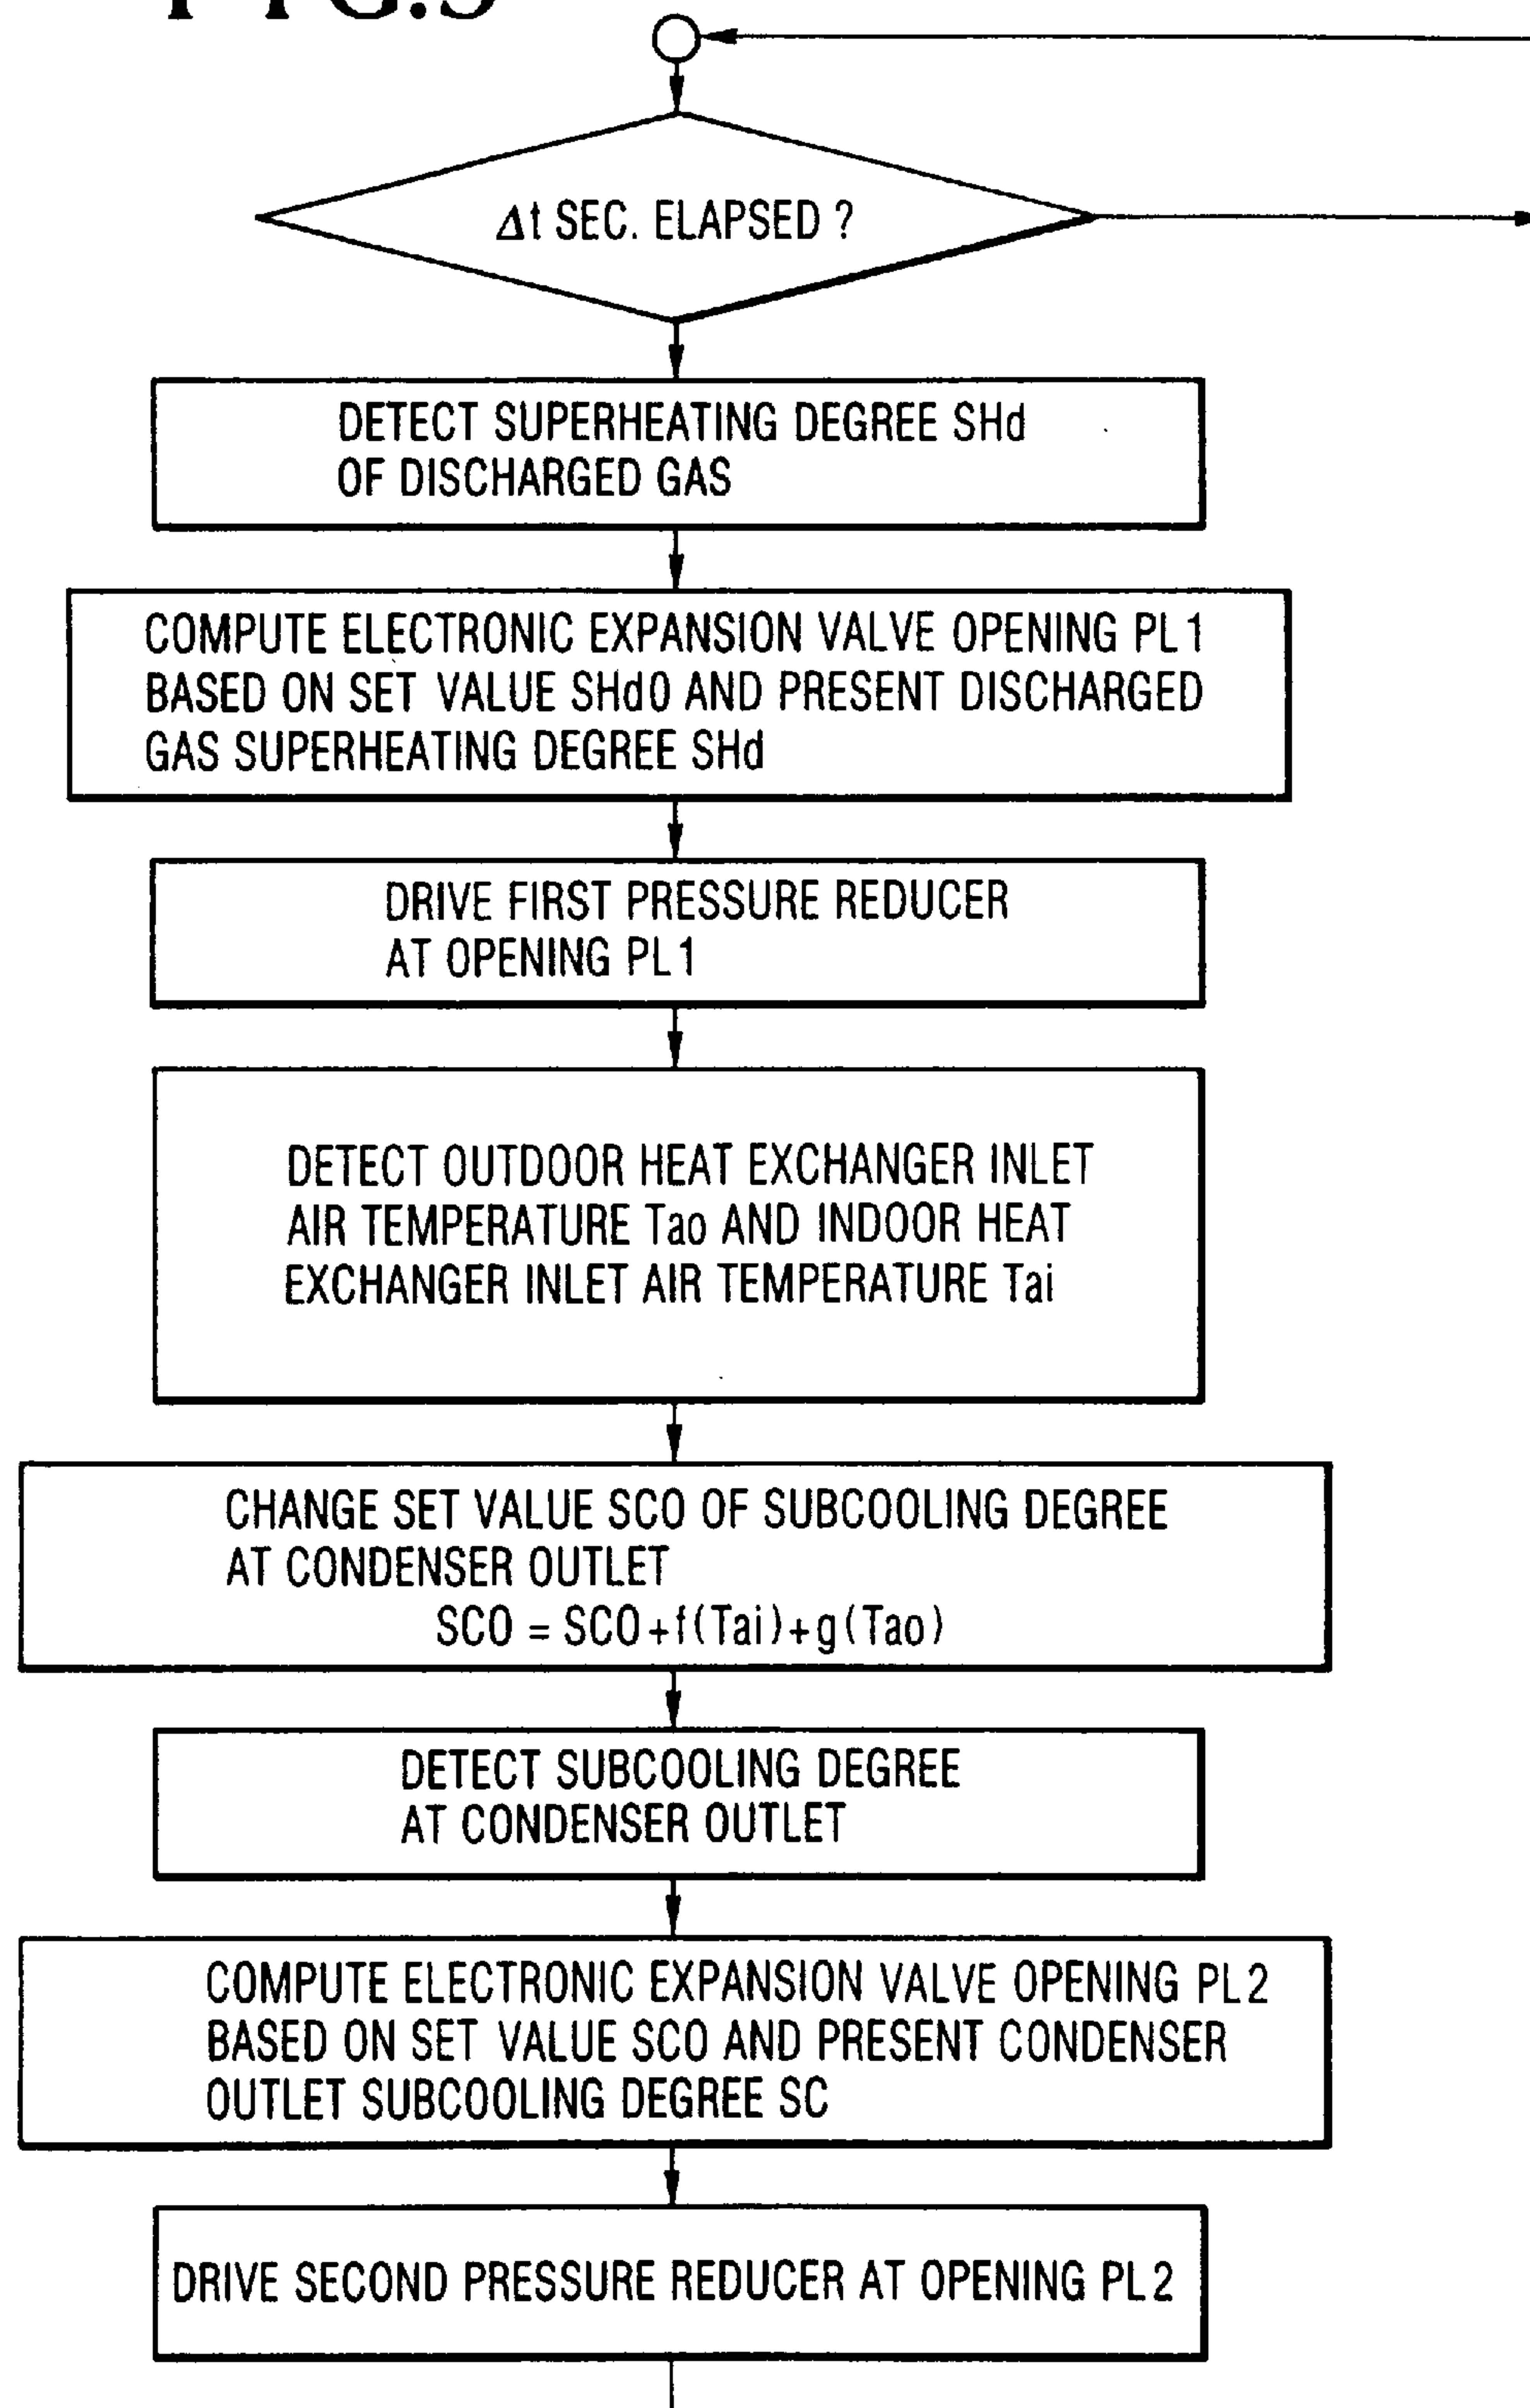 FIG.5
Δt SEC. ELAPSED ?
DETECT SUPERHEATING DEGREE SHd
OF DISCHARGED GAS
COMPUTE ELECTRONIC EXPANSION VALVE OPENING PL1
BASED ON SET VALUE SHd0 AND PRESENT DISCHARGED
GAS SUPERHEATING DEGREE SHd
DRIVE FIRST PRESSURE REDUCER
AT OPENING PL1
DETECT OUTDOOR HEAT EXCHANGER INLET
AIR TEMPERATURE Tao AND INDOOR HEAT
EXCHANGER INLET AIR TEMPERATURE Tai
CHANGE SET VALUE SC0 OF SUBCOOLING DEGREE
AT CONDENSER OUTLET
SC0 = SC0+f(Tai)+g(Tao)
DETECT SUBCOOLING DEGREE
AT CONDENSER OUTLET
COMPUTE ELECTRONIC EXPANSION VALVE OPENING PL2
BASED ON SET VALUE SC0 AND PRESENT CONDENSER
OUTLET SUBCOOLING DEGREE SC
DRIVE SECOND PRESSURE REDUCER AT OPENING PL2